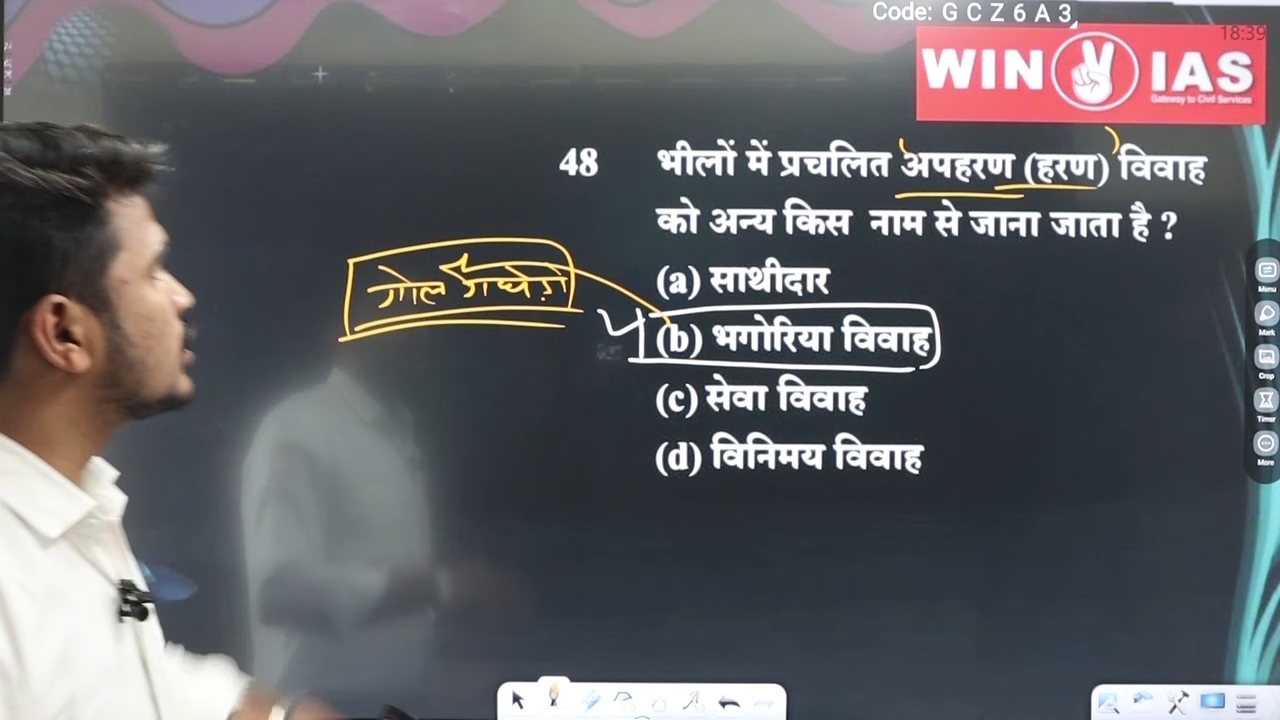 Code: G C Z 6 A 3
18:39
WIN IAS
Gateway to Civil Services
48 भीलों में प्रचलित अपहरण (हरण) विवाह
को अन्य किस नाम से जाना जाता है ?
(a) साथीदार
गोल गधेड़ो
(b) भगोरिया विवाह
(c) सेवा विवाह
(d) विनिमय विवाह
Menu
Mark
Crop
Timer
More